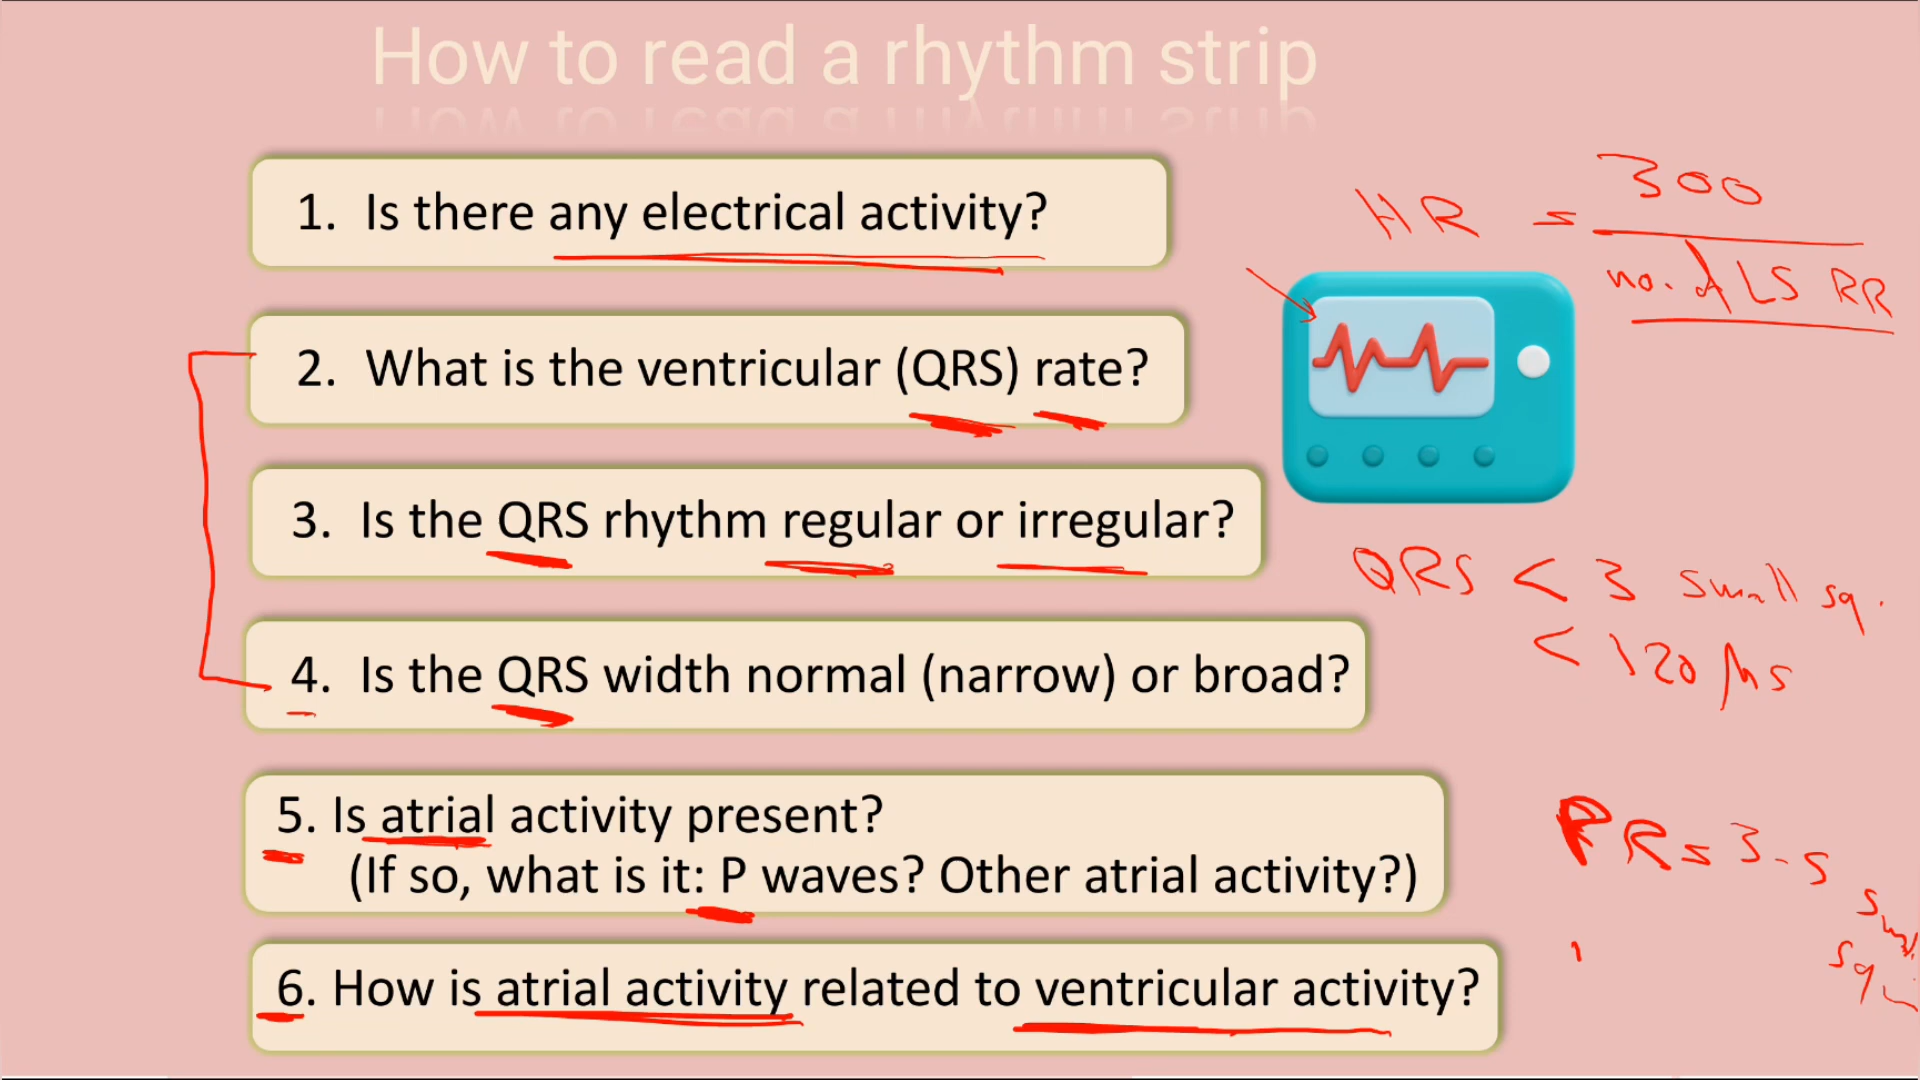 How to read a rhythm strip
1. Is there any electrical activity?
2. What is the ventricular (QRS) rate?
3. Is the QRS rhythm regular or irregular?
4. Is the QRS width normal (narrow) or broad?
5. Is atrial activity present?
(If so, what is it: P waves? Other atrial activity?)
6. How is atrial activity related to ventricular activity?
HR = 300
no. of LS RR
QRS < 3 small sq.
< 120 ms
PR = 3-5
small
sq